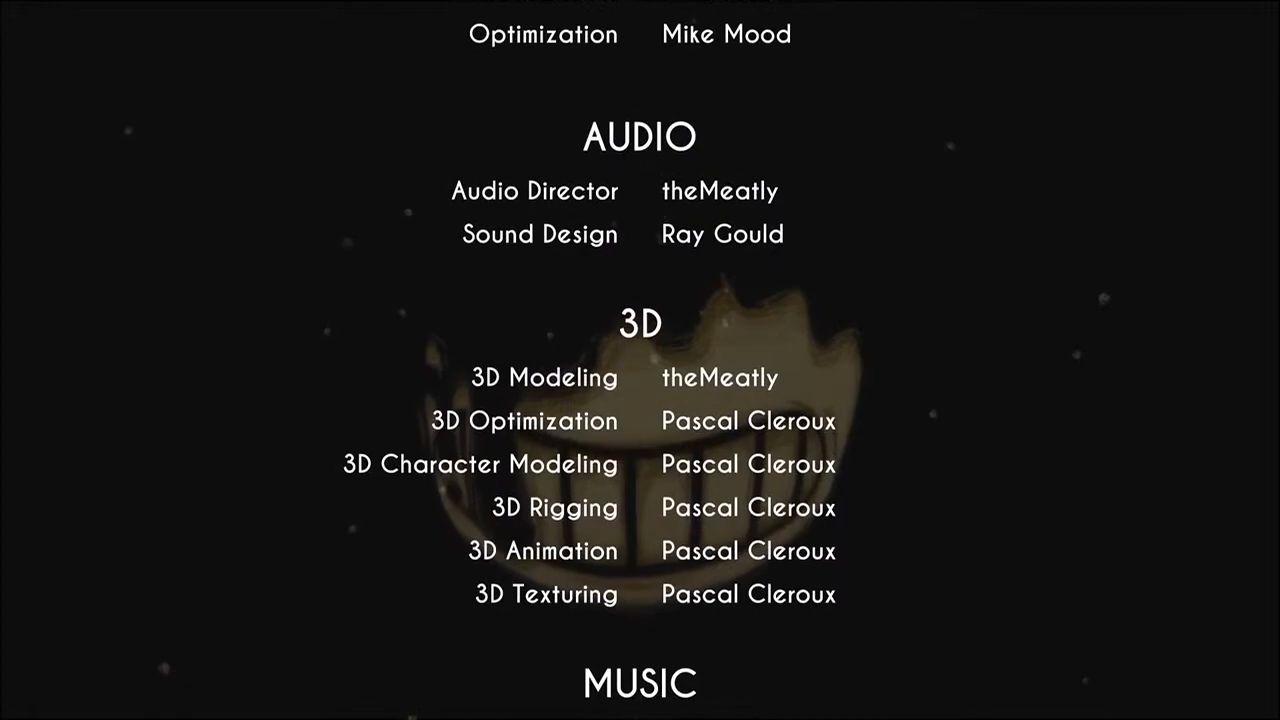 Optimization Mike Mood
AUDIO
Audio Director theMeatly
Sound Design Ray Gould
3D
3D Modeling theMeatly
3D Optimization Pascal Cleroux
3D Character Modeling Pascal Cleroux
3D Rigging Pascal Cleroux
3D Animation Pascal Cleroux
3D Texturing Pascal Cleroux
MUSIC